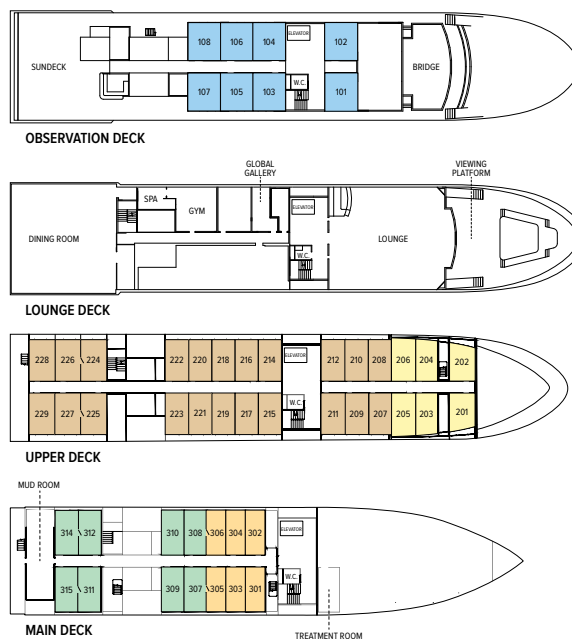 108 106 104 ELEVATOR 102
SUNDECK BRIDGE
W.C.
107 105 103 101
OBSERVATION DECK
GLOBAL
GALLERY
VIEWING
PLATFORM
SPA
GYM
ELEVATOR
DINING ROOM LOUNGE
W.C.
LOUNGE DECK
228 226 224 222 220 218 216 214 ELEVATOR 212 210 208 206 204 202
W.C.
229 227 225 223 221 219 217 215 211 209 207 205 203 201
UPPER DECK
MUD ROOM
314 312 310 308 306 304 302 ELEVATOR
W.C.
315 311 309 307 305 303 301
MAIN DECK
TREATMENT ROOM